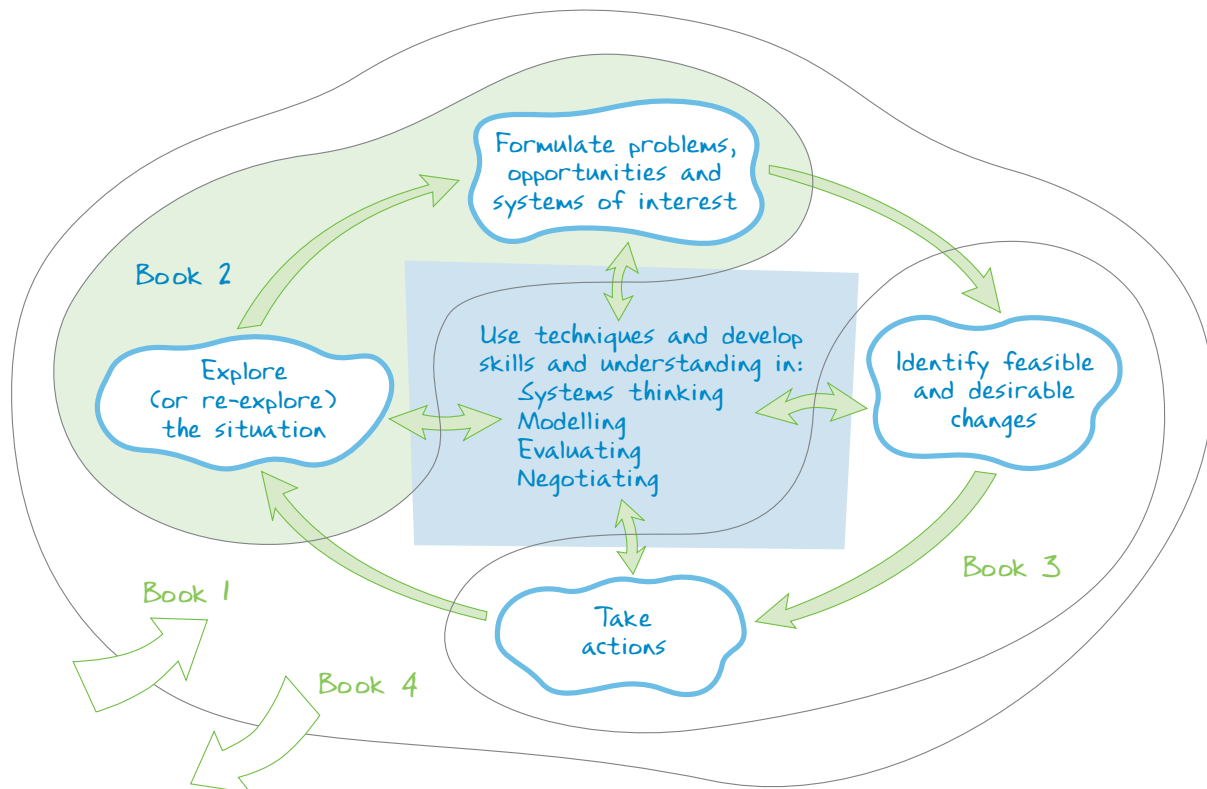 Formulate problems,
opportunities and
systems of interest
Book 2
Use techniques and develop
skills and understanding in:
Systems thinking
Modelling
Evaluating
Negotiating
Explore
(or re-explore)
the situation
Identify feasible
and desirable
changes
Book 3
Take
actions
Book 1
Book 4